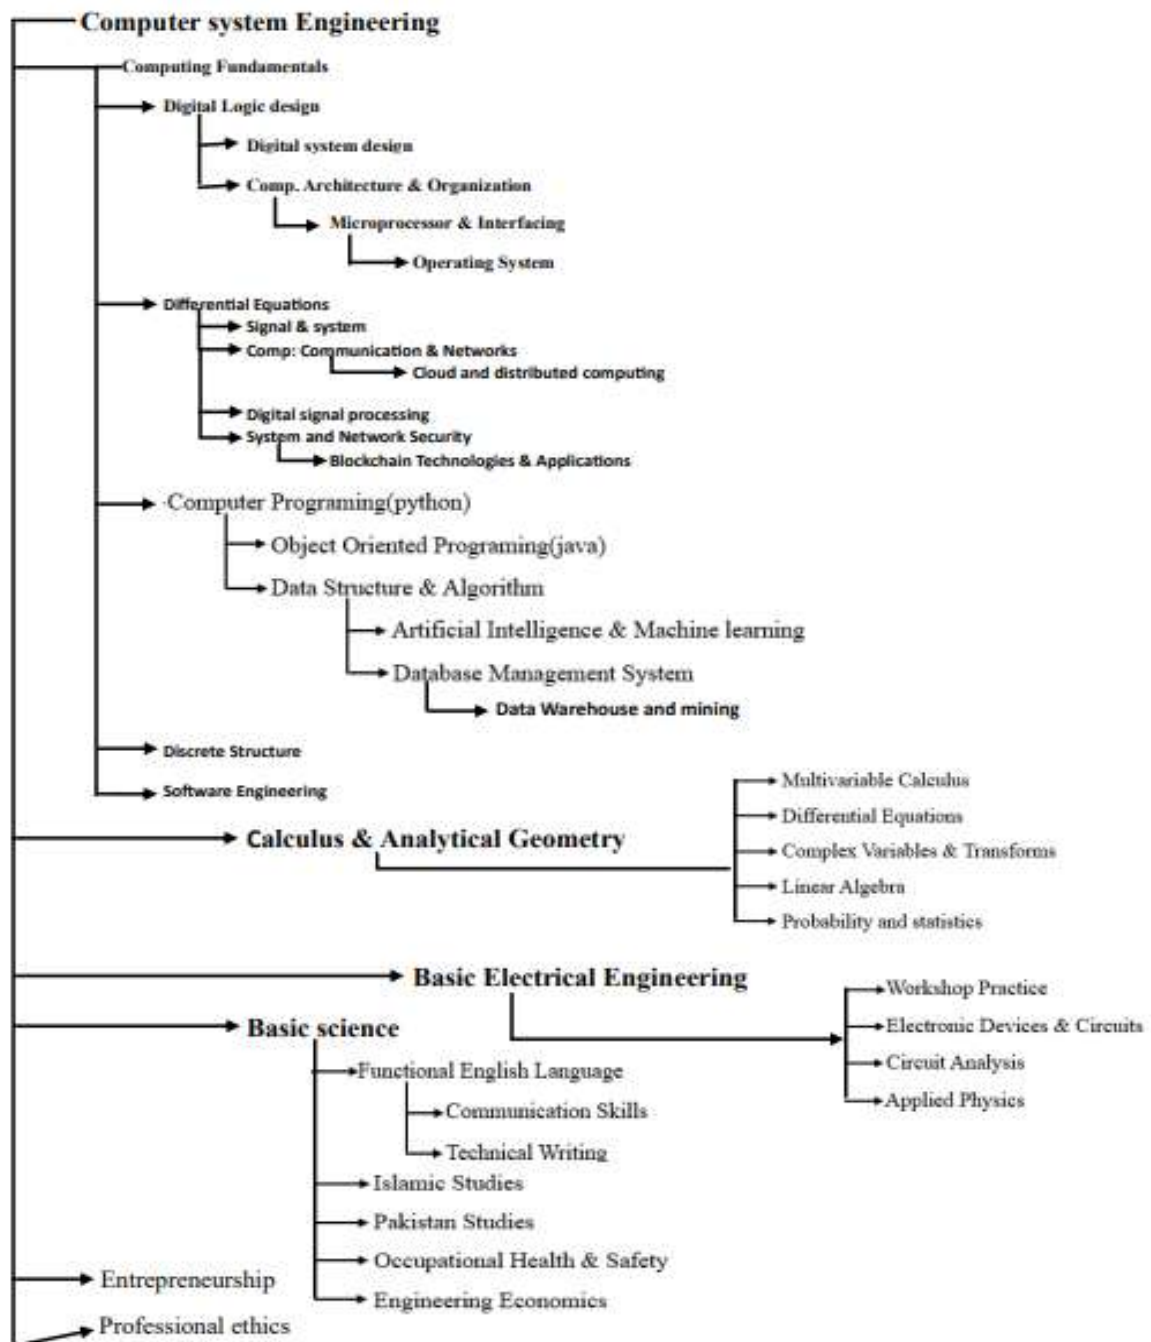 Computer system Engineering
Computing Fundamentals
Digital Logic design
Digital system design
Comp. Architecture & Organization
Microprocessor & Interfacing
Operating System
Differential Equations
Signal & system
Comp: Communication & Networks
Cloud and distributed computing
Digital signal processing
System and Network Security
Blockchain Technologies & Applications
·Computer Programing(python)
Object Oriented Programing(java)
Data Structure & Algorithm
Artificial Intelligence & Machine learning
Database Management System
Data Warehouse and mining
Discrete Structure
Software Engineering
Calculus & Analytical Geometry
Multivariable Calculus
Differential Equations
Complex Variables & Transforms
Linear Algebra
Probability and statistics
Basic Electrical Engineering
Workshop Practice
Electronic Devices & Circuits
Circuit Analysis
Applied Physics
Basic science
Functional English Language
Communication Skills
Technical Writing
Islamic Studies
Pakistan Studies
Occupational Health & Safety
Engineering Economics
Entrepreneurship
Professional ethics